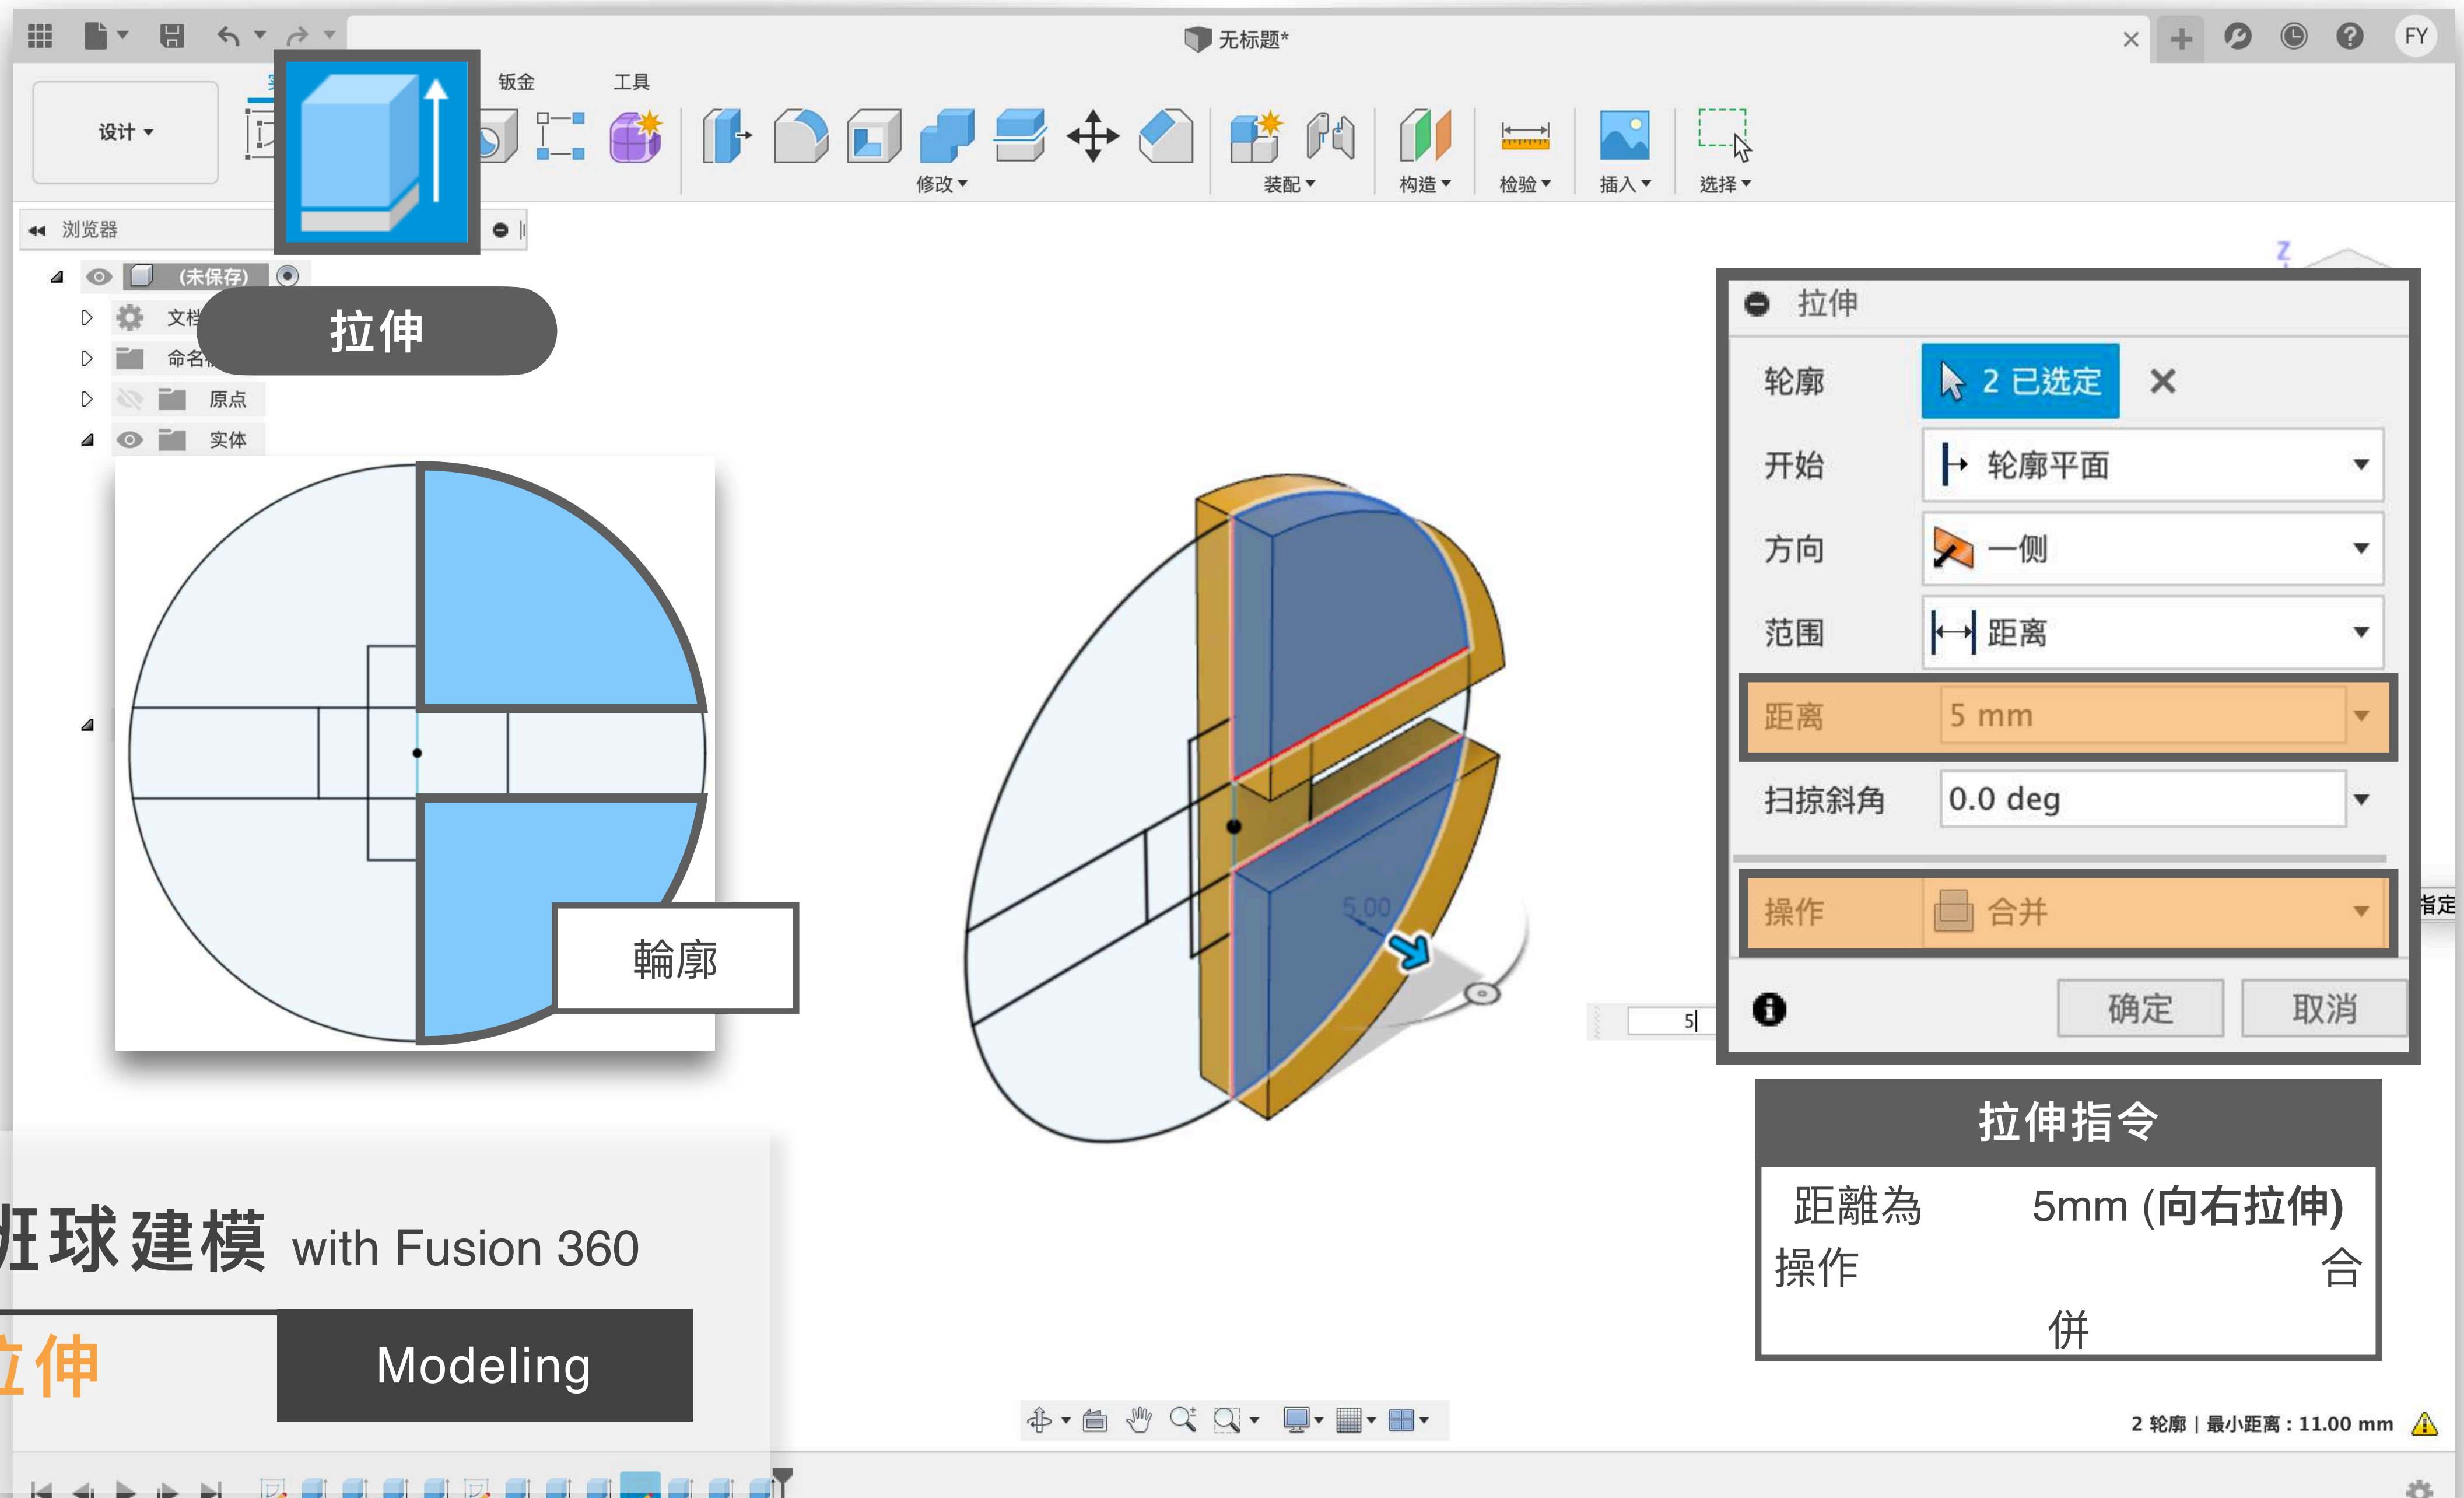 无标题*
FY
钣金
工具
设计
修改
装配
构造
检验
插入
选择
浏览器
(未保存)
文档
命名
原点
实体
拉伸
Z
拉伸
轮廓 2 已选定
开始 轮廓平面
方向 一侧
范围 距离
距离 5 mm
扫掠斜角 0.0 deg
操作 合并
确定 取消
指定
輪廓
5.00
5
拉伸指令
距離為 5mm (向右拉伸)
操作 合
併
班球建模 with Fusion 360
拉伸
Modeling
2 轮廓 | 最小距离 : 11.00 mm